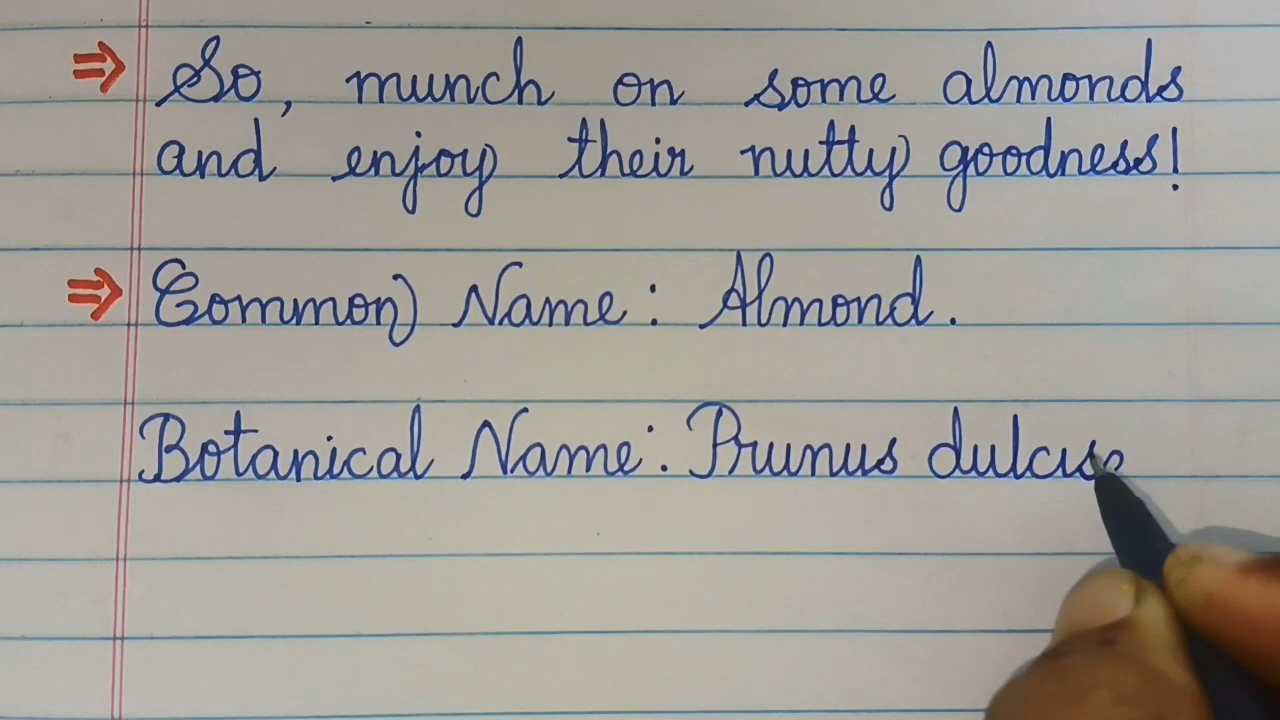 ⇒ So, munch on some almonds
and enjoy their nutty goodness!
⇒ Common Name: Almond.
Botanical Name: Prunus dulcis